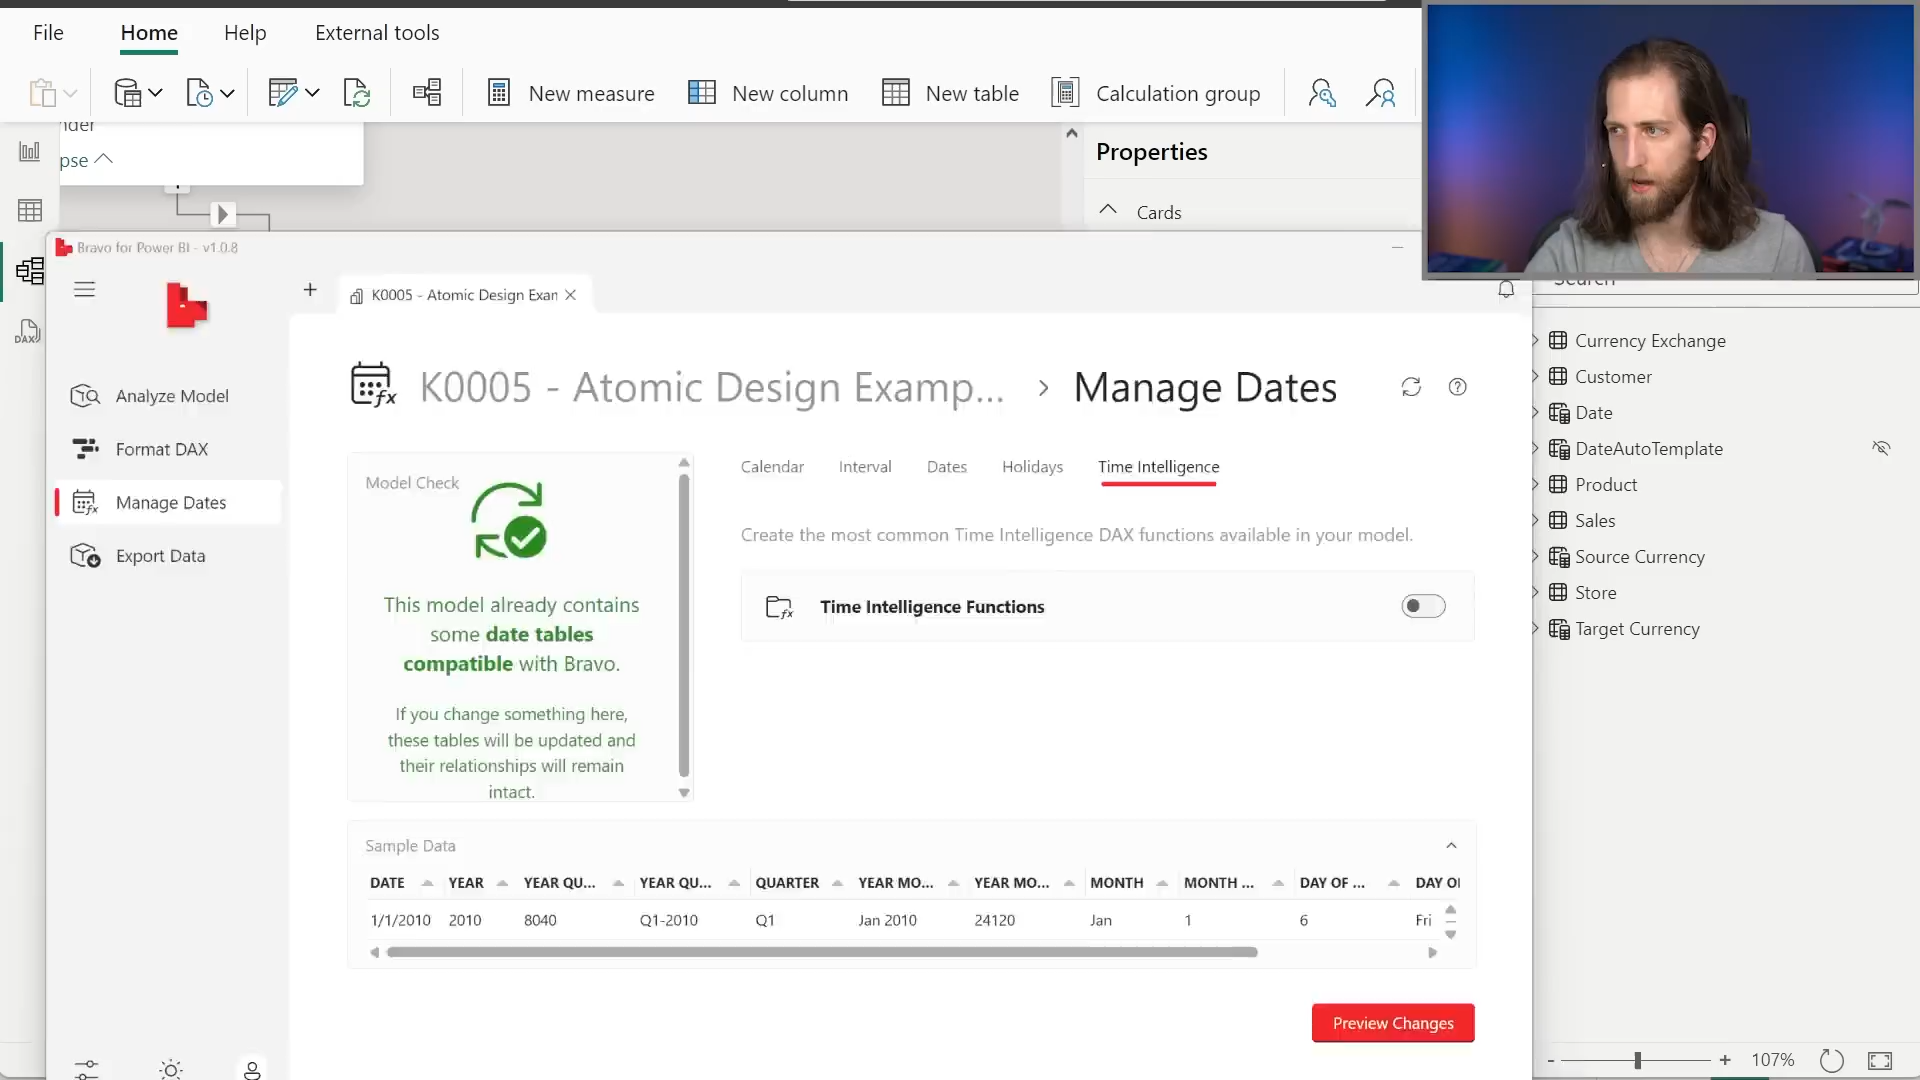 File
Home
Help
External tools
New measure
New column
New table
Calculation group
nder
pse
Properties
Cards
Bravo for Power BI - v1.0.8
K0005 - Atomic Design Exan
Search
DAX
Analyze Model
Format DAX
Manage Dates
Export Data
K0005 - Atomic Design Examp... > Manage Dates
Model Check
This model already contains
some date tables
compatible with Bravo.
If you change something here,
these tables will be updated and
their relationships will remain
intact.
Calendar
Interval
Dates
Holidays
Time Intelligence
Create the most common Time Intelligence DAX functions available in your model.
Time Intelligence Functions
Sample Data
DATE YEAR YEAR QU... YEAR QU... QUARTER YEAR MO... YEAR MO... MONTH MONTH ... DAY OF ... DAY OI
1/1/2010 2010 8040 Q1-2010 Q1 Jan 2010 24120 Jan 1 6 Fri
Preview Changes
Currency Exchange
Customer
Date
DateAutoTemplate
Product
Sales
Source Currency
Store
Target Currency
- + 107%